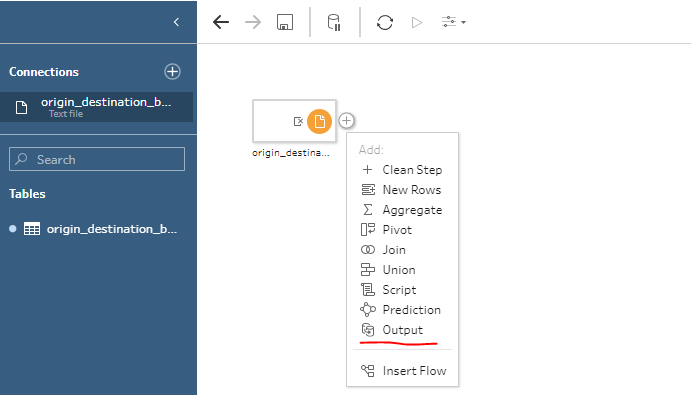 Connections
origin_destination_b...
Text file
Search
Tables
origin_destination_b...
origin_destina...
Add:
Clean Step
New Rows
Aggregate
Pivot
Join
Union
Script
Prediction
Output
Insert Flow